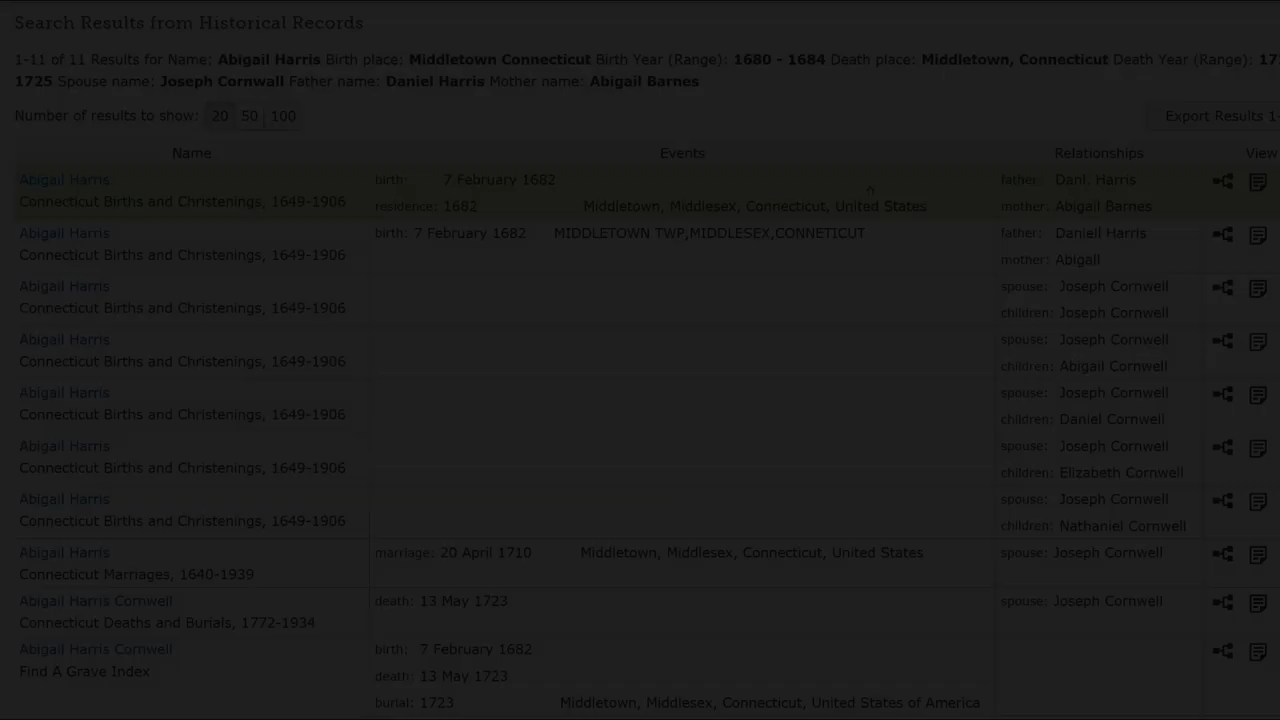 Search Results from Historical Records
1-11 of 11 Results for Name: Abigail Harris Birth place: Middletown Connecticut Birth Year (Range): 1680 - 1684 Death place: Middletown, Connecticut Death Year (Range): 17
1725 Spouse name: Joseph Cornwall Father name: Daniel Harris Mother name: Abigail Barnes
Number of results to show: 20 50 100 Export Results 1-
Name Events Relationships View
Abigail Harris birth: 7 February 1682 father: Danl. Harris
Connecticut Births and Christenings, 1649-1906 residence: 1682 Middletown, Middlesex, Connecticut, United States mother: Abigail Barnes
Abigail Harris birth: 7 February 1682 MIDDLETOWN TWP,MIDDLESEX,CONNETICUT father: Daniell Harris
Connecticut Births and Christenings, 1649-1906 mother: Abigall
Abigail Harris spouse: Joseph Cornwell
Connecticut Births and Christenings, 1649-1906 children: Joseph Cornwell
Abigail Harris spouse: Joseph Cornwell
Connecticut Births and Christenings, 1649-1906 children: Abigail Cornwell
Abigail Harris spouse: Joseph Cornwell
Connecticut Births and Christenings, 1649-1906 children: Daniel Cornwell
Abigail Harris spouse: Joseph Cornwell
Connecticut Births and Christenings, 1649-1906 children: Elizabeth Cornwell
Abigail Harris spouse: Joseph Cornwell
Connecticut Births and Christenings, 1649-1906 children: Nathaniel Cornwell
Abigail Harris marriage: 20 April 1710 Middletown, Middlesex, Connecticut, United States spouse: Joseph Cornwell
Connecticut Marriages, 1640-1939
Abigail Harris Cornwell death: 13 May 1723 spouse: Joseph Cornwell
Connecticut Deaths and Burials, 1772-1934
Abigail Harris Cornwell birth: 7 February 1682
Find A Grave Index death: 13 May 1723
burial: 1723 Middletown, Middlesex, Connecticut, United States of America